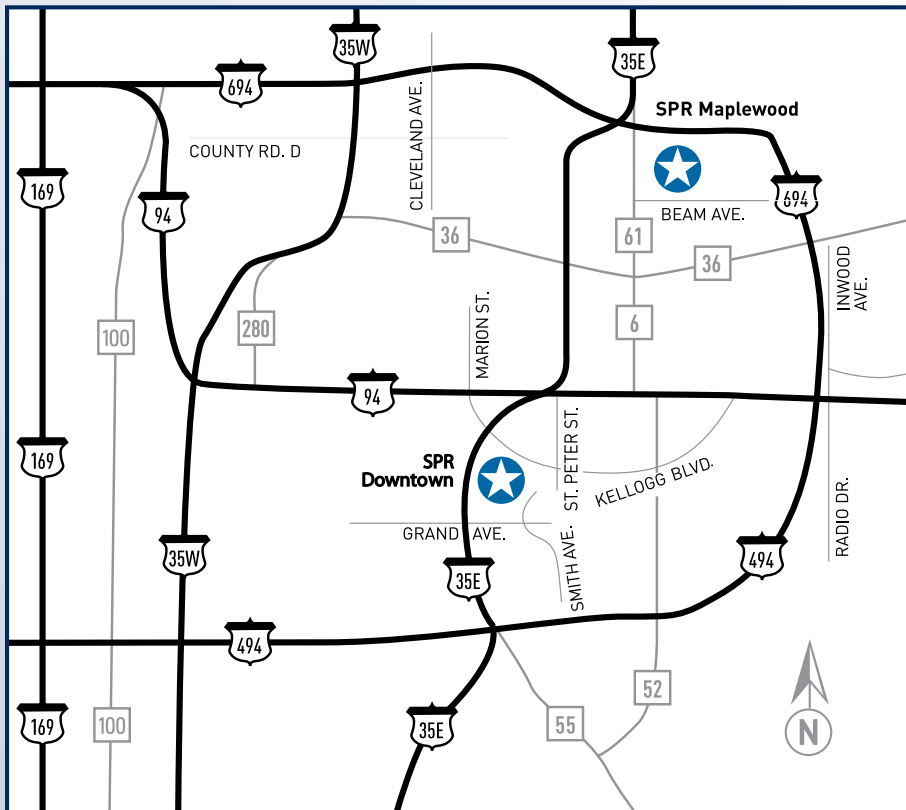 35W
35E
694
CLEVELAND AVE.
SPR Maplewood
COUNTY RD. D
169
94
694
BEAM AVE.
36
61
36
INWOOD
AVE.
100
280
MARION ST.
6
94
ST. PETER ST.
SPR
Downtown
169
KELLOGG BLVD.
GRAND AVE.
RADIO DR.
35W
SMITH AVE.
494
35E
494
52
169
100
35E
55
N